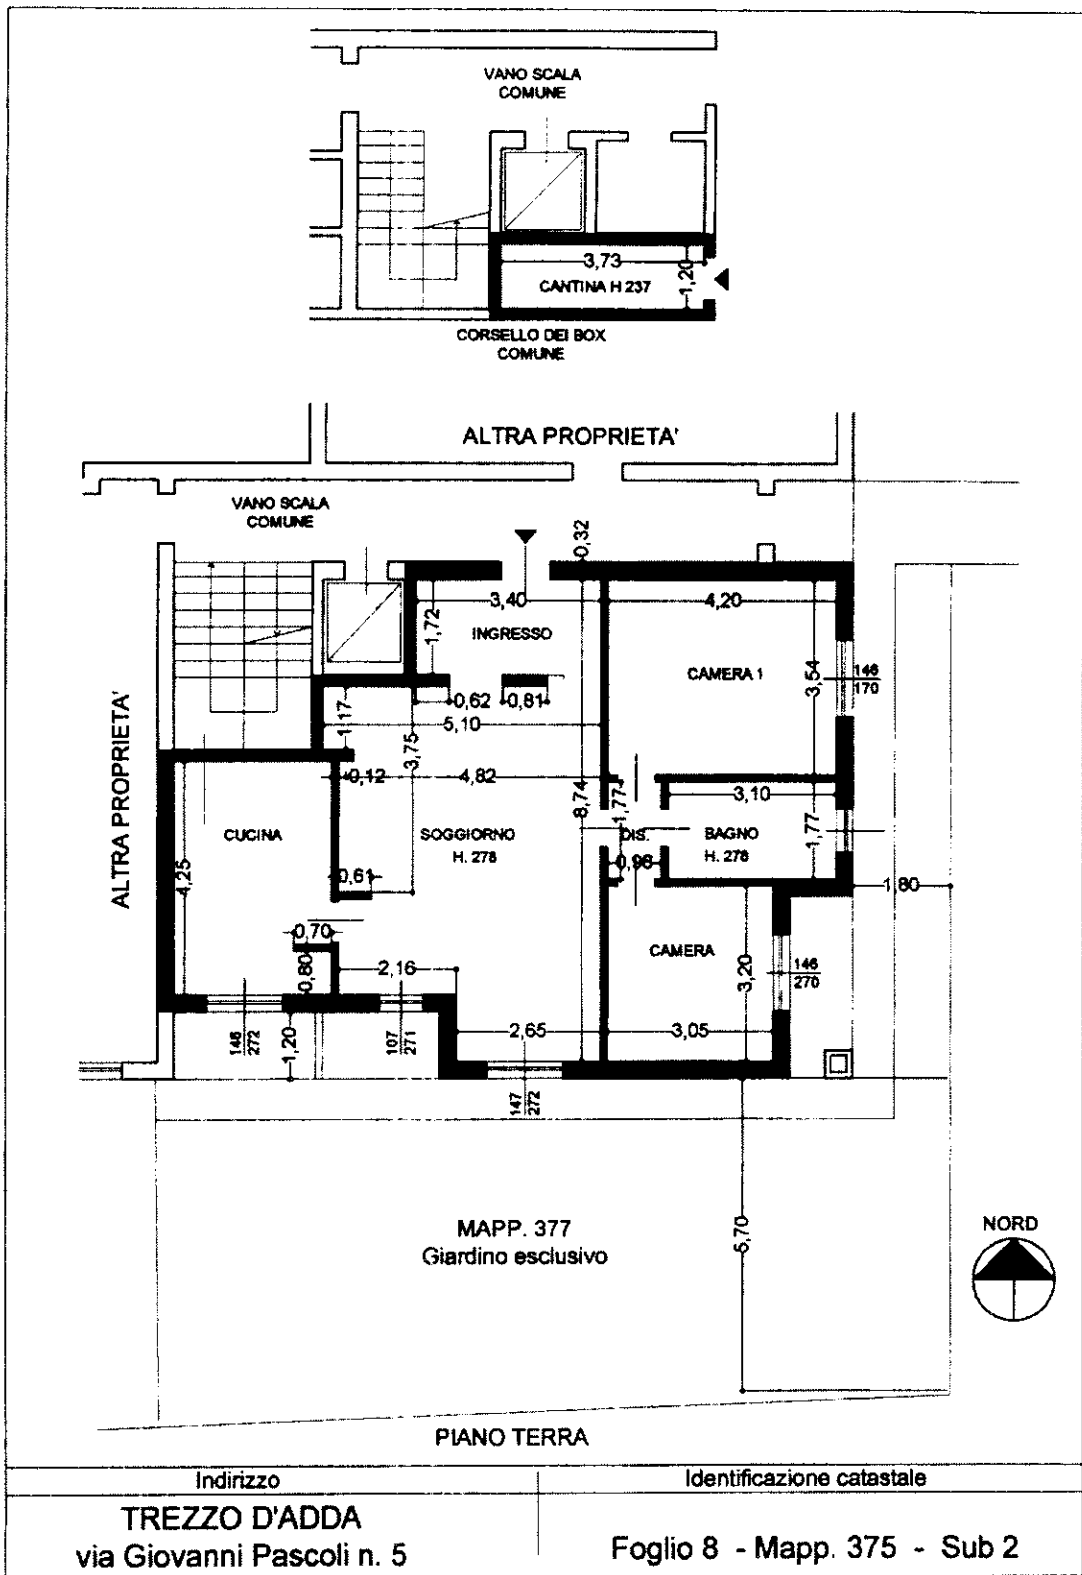 VANO SCALA
COMUNE
3,73
1,20
CANTINA H 237
CORSELLO DEI BOX
COMUNE
ALTRA PROPRIETA'
VANO SCALA
COMUNE
0,32
3,40
4,20
1,72
INGRESSO
CAMERA 1
3,54
146
170
0,62
0,81
1,17
5,10
3,75
ALTRA PROPRIETA'
0,12
4,82
8,74
1,77
3,10
CUCINA
SOGGIORNO
H. 278
DIS.
BAGNO
H. 278
1,77
4,25
0,61
0,96
1,80
0,70
CAMERA
0,80
2,16
3,20
146
270
146
272
1,20
107
271
2,65
3,05
147
272
MAPP. 377
Giardino esclusivo
NORD
PIANO TERRA
Indirizzo
Identificazione catastale
TREZZO D'ADDA
via Giovanni Pascoli n. 5
Foglio 8 - Mapp. 375 - Sub 2